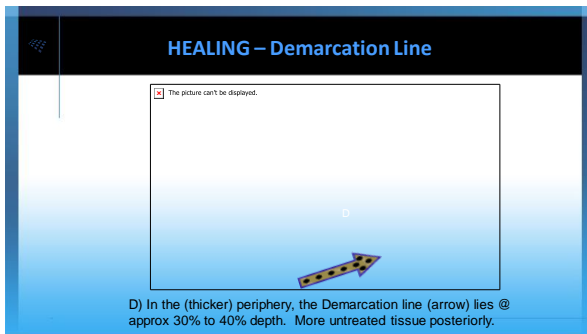 HEALING – Demarcation Line
The picture can't be displayed.
D
D) In the (thicker) periphery, the Demarcation line (arrow) lies @
approx 30% to 40% depth.  More untreated tissue posteriorly.